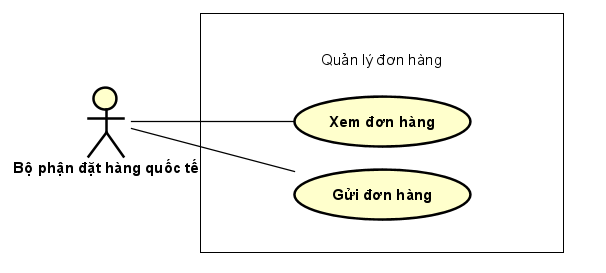 Quản lý đơn hàng
Xem đơn hàng
Bộ phận đặt hàng quốc tế
Gửi đơn hàng